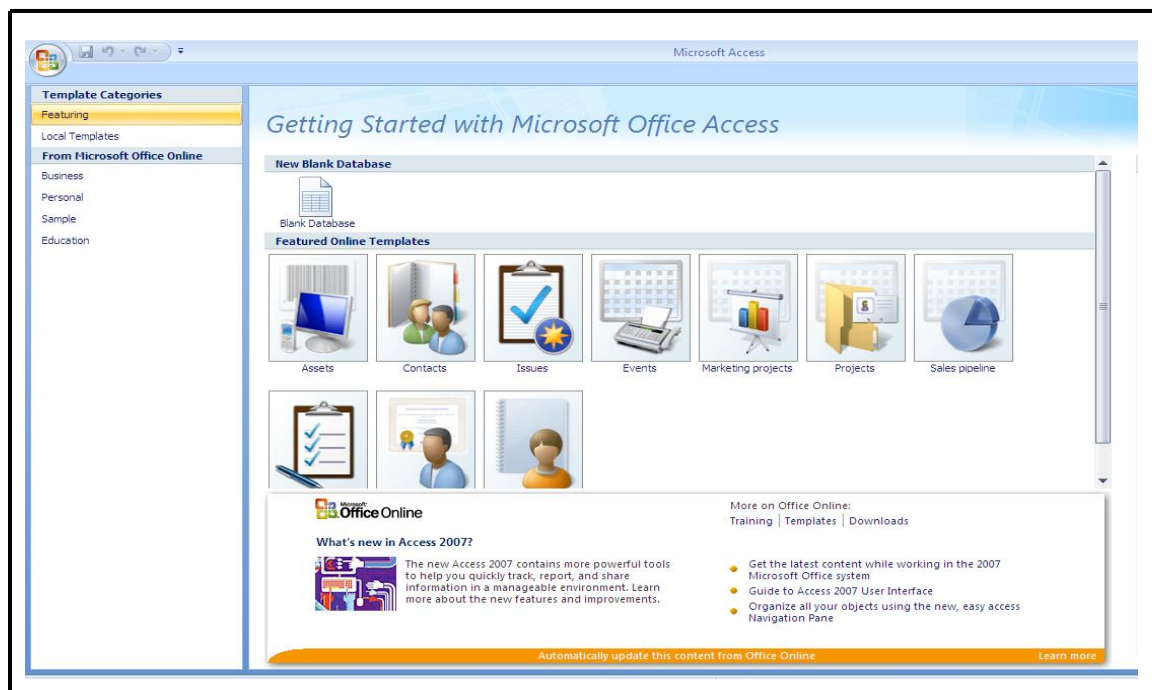 Microsoft Access
Template Categories
Featuring
Local Templates
From Microsoft Office Online
Business
Personal
Sample
Education
Getting Started with Microsoft Office Access
New Blank Database
Blank Database
Featured Online Templates
Assets
Contacts
Issues
Events
Marketing projects
Projects
Sales pipeline
Microsoft
Office Online
What's new in Access 2007?
The new Access 2007 contains more powerful tools
to help you quickly track, report, and share
information in a manageable environment. Learn
more about the new features and improvements.
More on Office Online:
Training | Templates | Downloads
Get the latest content while working in the 2007
Microsoft Office system
Guide to Access 2007 User Interface
Organize all your objects using the new, easy access
Navigation Pane
Automatically update this content from Office Online
Learn more